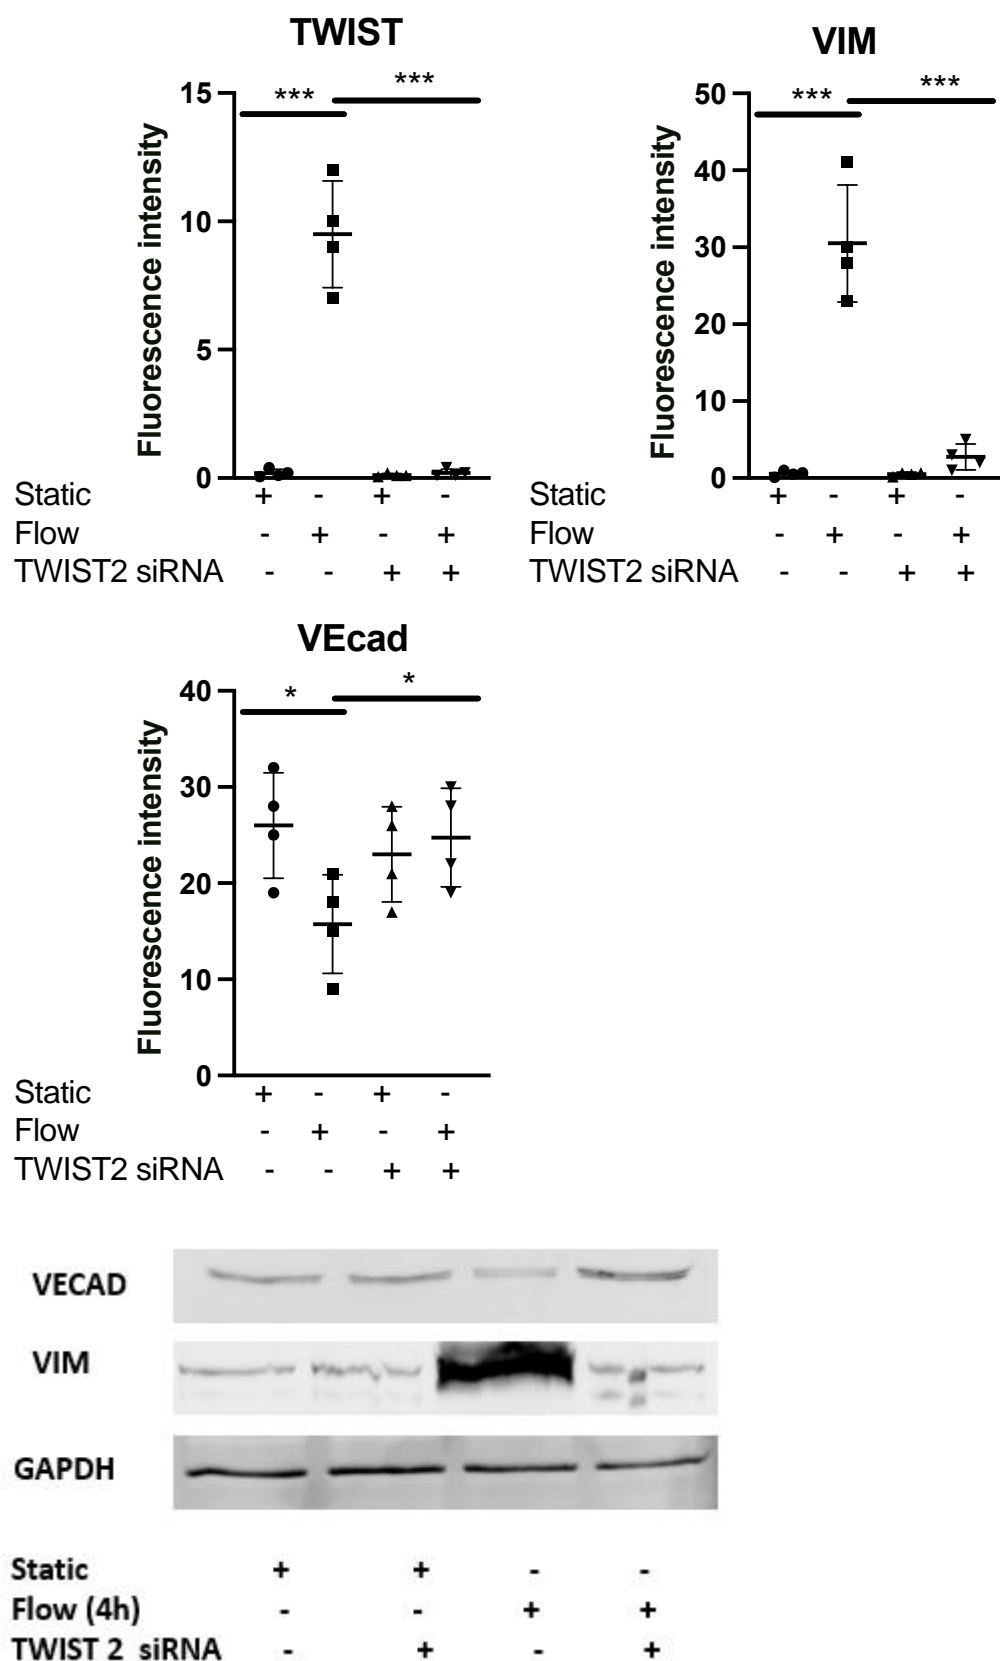 TWIST
Fluorescence intensity
15
10
5
0
*** ***
Static + - + -
Flow - + - +
TWIST2 siRNA - - + +
VIM
Fluorescence intensity
50
40
30
20
10
0
*** ***
Static + - + -
Flow - + - +
TWIST2 siRNA - - + +
VEcad
Fluorescence intensity
40
30
20
10
0
* *
Static + - + -
Flow - + - +
TWIST2 siRNA - - + +
VECAD
VIM
GAPDH
Static + + - -
Flow (4h) - - + +
TWIST 2 siRNA - + - +